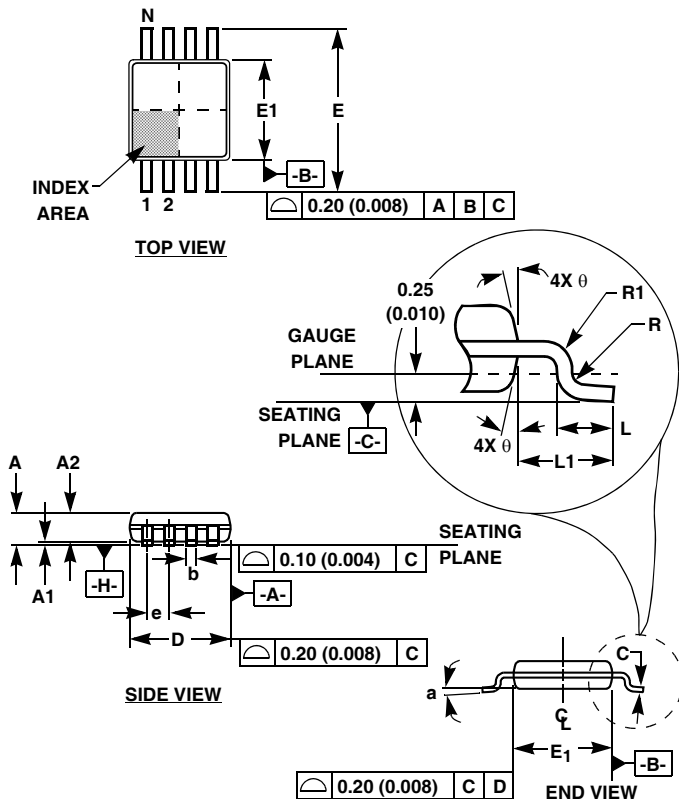 N
E1
E
-B-
INDEX
AREA
1 2
0.20 (0.008) A B C
TOP VIEW
0.25
(0.010)
4X θ
R1
R
GAUGE
PLANE
SEATING
PLANE
-C-
4X θ
L
L1
A
A2
SEATING
PLANE
0.10 (0.004) C
-H-
A1
b
-A-
e
D
0.20 (0.008) C
SIDE VIEW
C
a
CL
E1
-B-
0.20 (0.008) C D
END VIEW